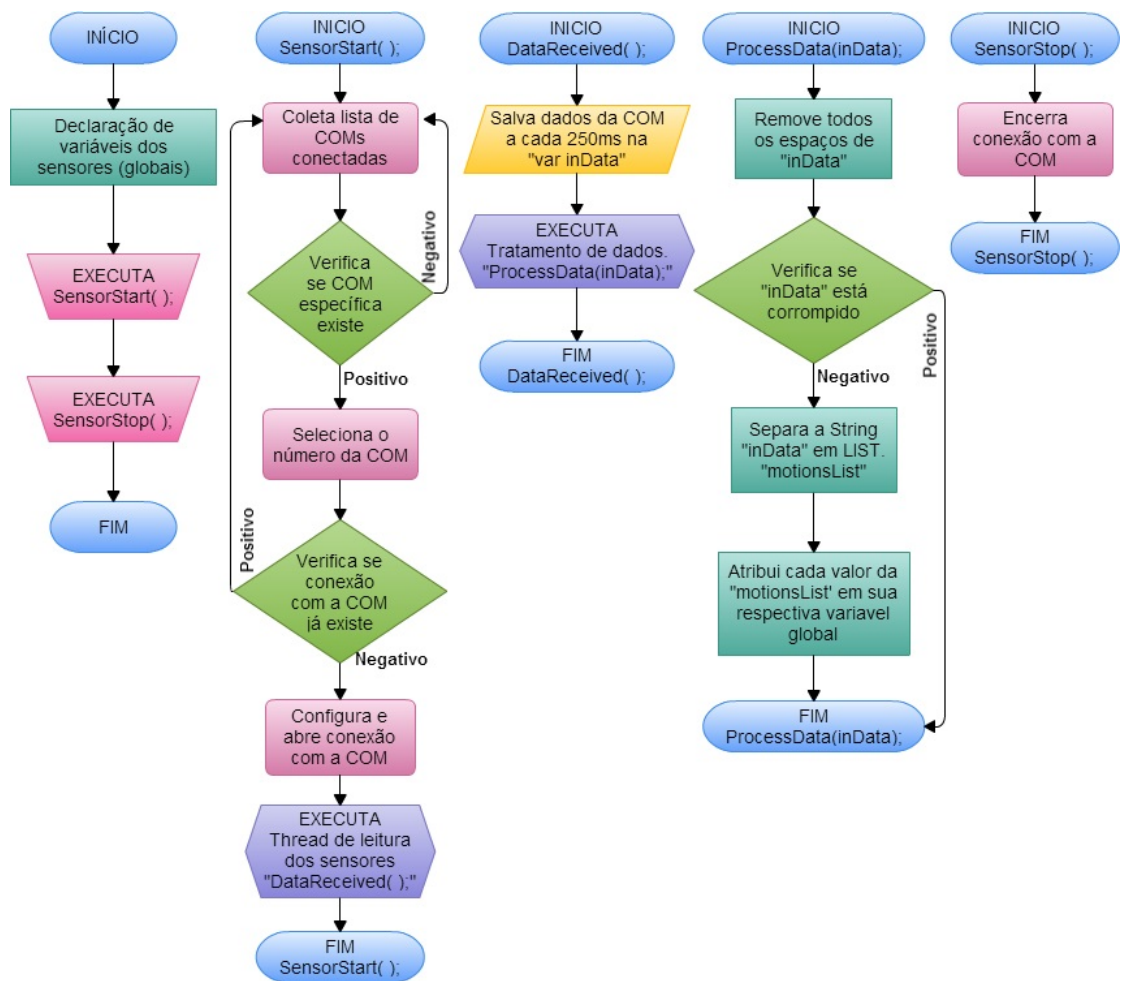 INÍCIO
Declaração de
variáveis dos
sensores (globais)
EXECUTA
SensorStart( );
EXECUTA
SensorStop( );
FIM
INICIO
SensorStart( );
Coleta lista de
COMs
conectadas
Verifica
se COM
específica
existe
Negativo
Positivo
Seleciona o
número da COM
Verifica se
conexão
com a COM
já existe
Positivo
Negativo
Configura e
abre conexão
com a COM
EXECUTA
Thread de leitura
dos sensores
"DataReceived( );"
FIM
SensorStart( );
INICIO
DataReceived( );
Salva dados da COM
a cada 250ms na
"var inData"
EXECUTA
Tratamento de dados.
"ProcessData(inData);"
FIM
DataReceived( );
INICIO
ProcessData(inData);
Remove todos
os espaços de
"inData"
Verifica se
"inData" está
corrompido
Positivo
Negativo
Separa a String
"inData" em LIST.
"motionsList"
Atribui cada valor da
"motionsList' em sua
respectiva variavel
global
FIM
ProcessData(inData);
INICIO
SensorStop( );
Encerra
conexão com a
COM
FIM
SensorStop( );